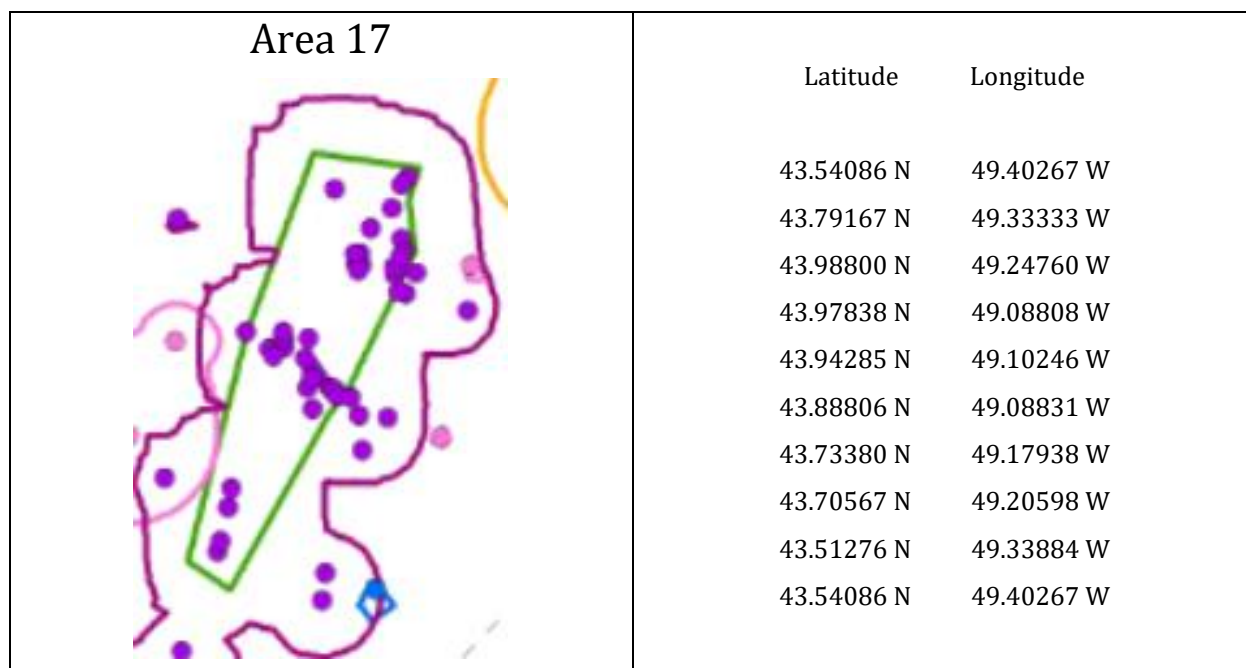 Area 17
Latitude Longitude
43.54086 N 49.40267 W
43.79167 N 49.33333 W
43.98800 N 49.24760 W
43.97838 N 49.08808 W
43.94285 N 49.10246 W
43.88806 N 49.08831 W
43.73380 N 49.17938 W
43.70567 N 49.20598 W
43.51276 N 49.33884 W
43.54086 N 49.40267 W